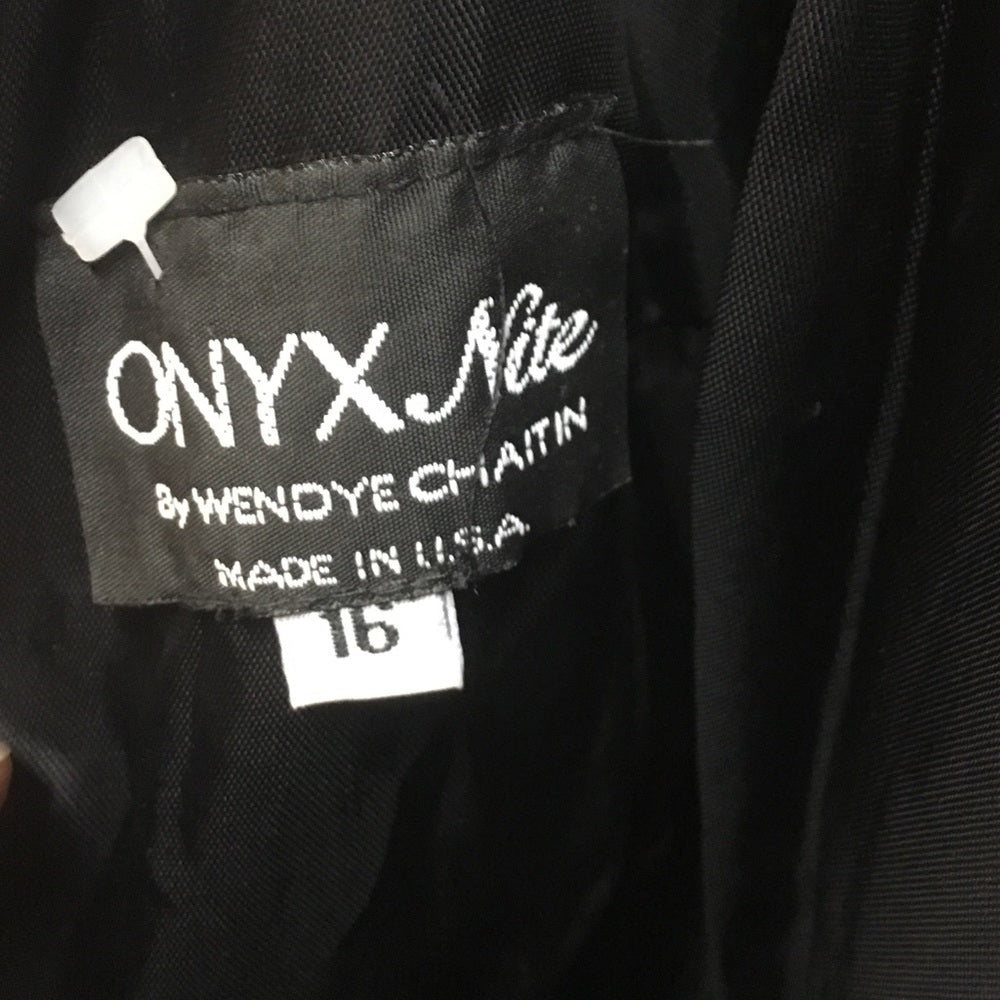 ONYX Nite
By WENDYE CHAITIN
MADE IN U.S.A.
16